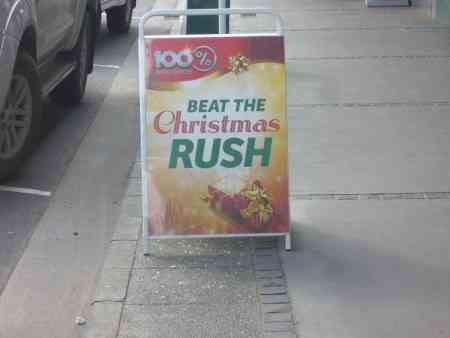 100%
BEAT THE
Christmas
RUSH